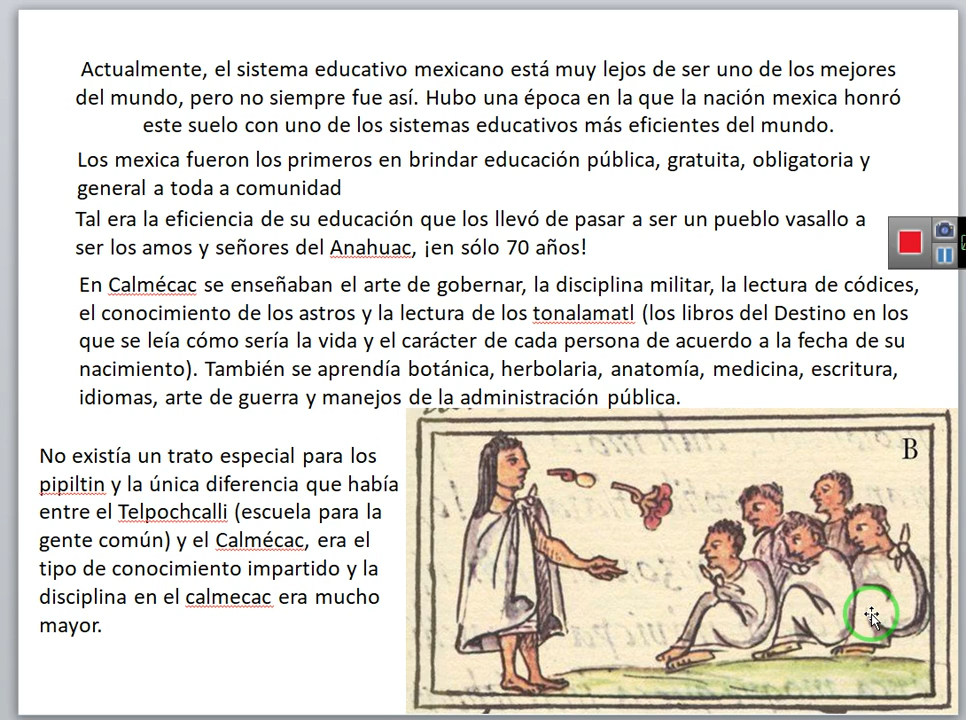 Actualmente, el sistema educativo mexicano está muy lejos de ser uno de los mejores
del mundo, pero no siempre fue así. Hubo una época en la que la nación mexica honró
este suelo con uno de los sistemas educativos más eficientes del mundo.
Los mexica fueron los primeros en brindar educación pública, gratuita, obligatoria y
general a toda a comunidad
Tal era la eficiencia de su educación que los llevó de pasar a ser un pueblo vasallo a
ser los amos y señores del Anahuac, ¡en sólo 70 años!
En Calmécac se enseñaban el arte de gobernar, la disciplina militar, la lectura de códices,
el conocimiento de los astros y la lectura de los tonalamatl (los libros del Destino en los
que se leía cómo sería la vida y el carácter de cada persona de acuerdo a la fecha de su
nacimiento). También se aprendía botánica, herbolaria, anatomía, medicina, escritura,
idiomas, arte de guerra y manejos de la administración pública.
No existía un trato especial para los
pipiltin y la única diferencia que había
entre el Telpochcalli (escuela para la
gente común) y el Calmécac, era el
tipo de conocimiento impartido y la
disciplina en el calmecac era mucho
mayor.
B